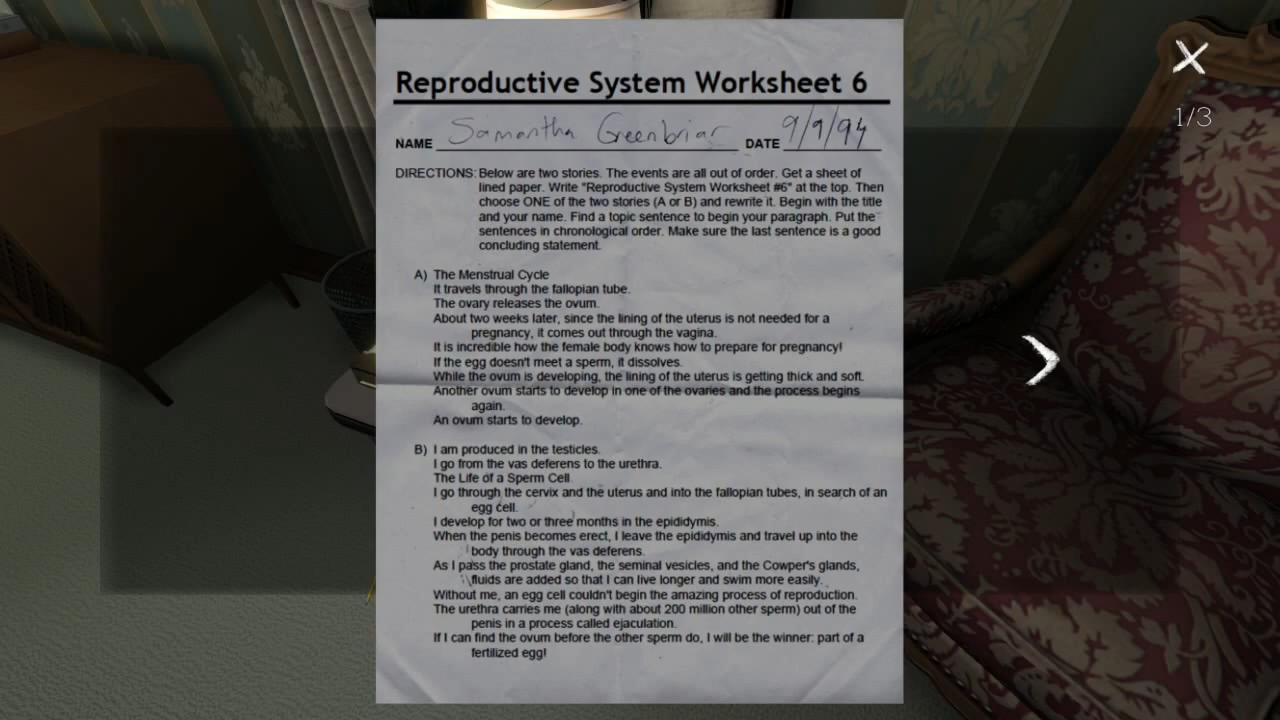 Reproductive System Worksheet 6
NAME Samantha Greenbriar DATE 9/9/94
1/3
DIRECTIONS: Below are two stories. The events are all out of order. Get a sheet of
lined paper. Write "Reproductive System Worksheet #6" at the top. Then
choose ONE of the two stories (A or B) and rewrite it. Begin with the title
and your name. Find a topic sentence to begin your paragraph. Put the
sentences in chronological order. Make sure the last sentence is a good
concluding statement.
A) The Menstrual Cycle
It travels through the fallopian tube.
The ovary releases the ovum.
About two weeks later, since the lining of the uterus is not needed for a
pregnancy, it comes out through the vagina.
It is incredible how the female body knows how to prepare for pregnancy!
If the egg doesn't meet a sperm, it dissolves.
While the ovum is developing, the lining of the uterus is getting thick and soft.
Another ovum starts to develop in one of the ovaries and the process begins
again.
An ovum starts to develop.
B) I am produced in the testicles.
I go from the vas deferens to the urethra.
The Life of a Sperm Cell
I go through the cervix and the uterus and into the fallopian tubes, in search of an
egg cell.
I develop for two or three months in the epididymis.
When the penis becomes erect, I leave the epididymis and travel up into the
body through the vas deferens.
As I pass the prostate gland, the seminal vesicles, and the Cowper's glands,
fluids are added so that I can live longer and swim more easily.
Without me, an egg cell couldn't begin the amazing process of reproduction.
The urethra carries me (along with about 200 million other sperm) out of the
penis in a process called ejaculation.
If I can find the ovum before the other sperm do, I will be the winner: part of a
fertilized egg!